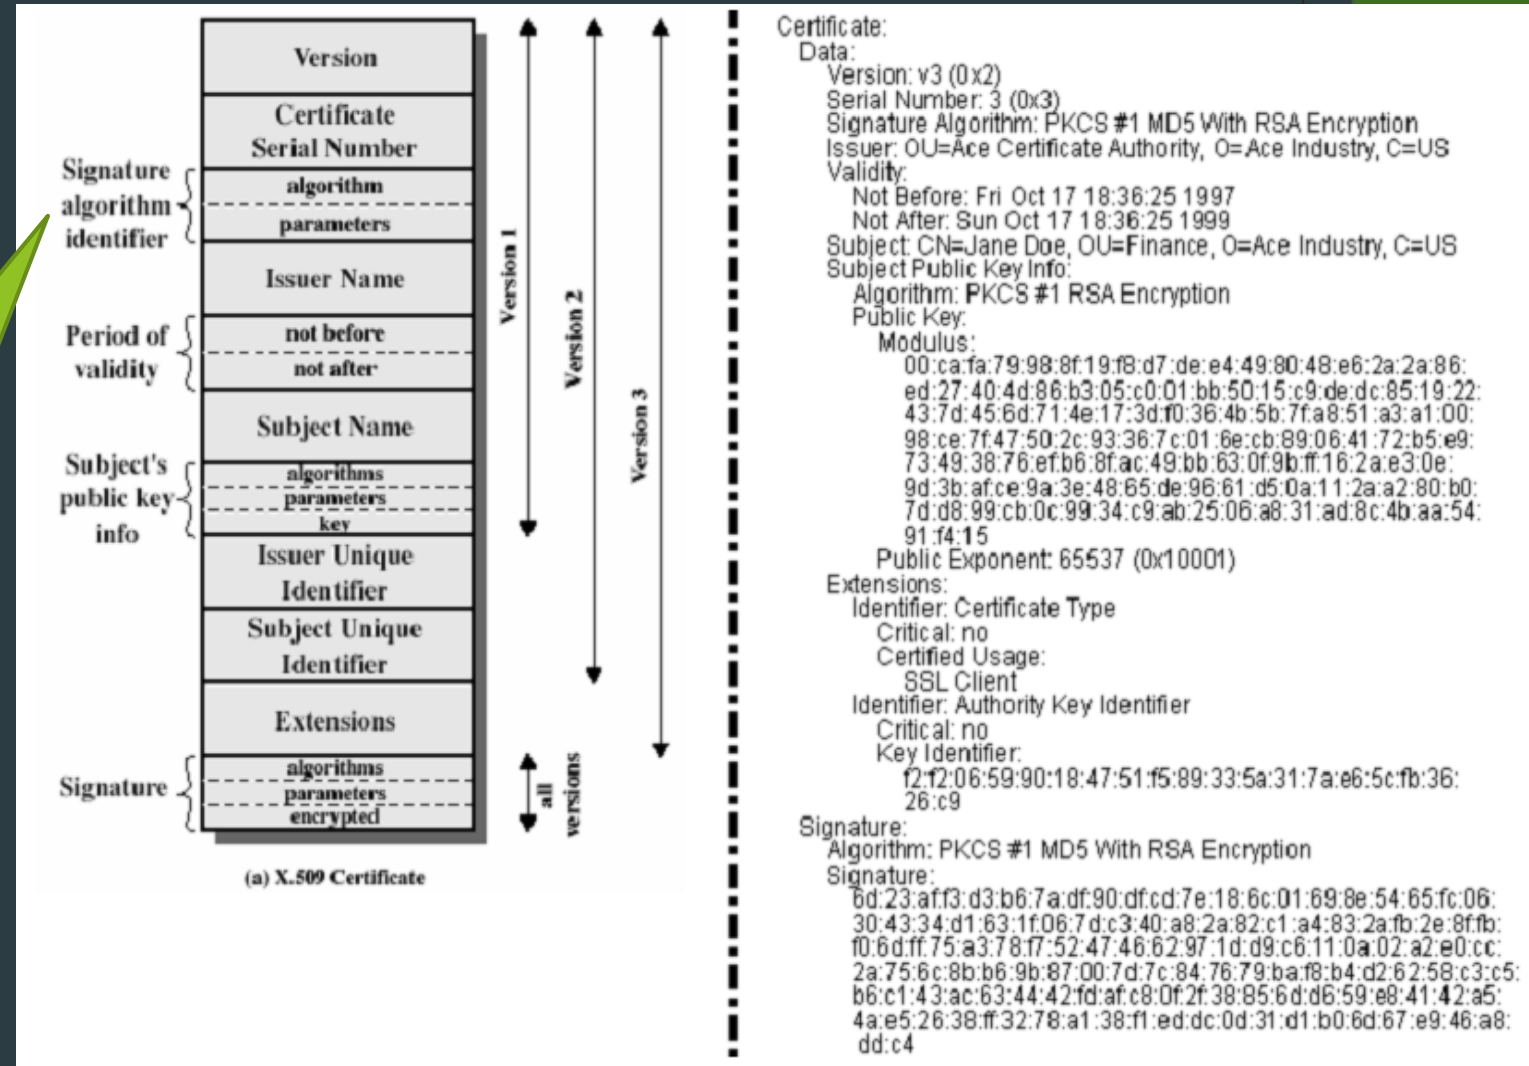 Version
Certificate
Serial Number
Signature
algorithm
identifier
algorithm
parameters
Issuer Name
Period of
validity
not before
not after
Subject Name
Subject's
public key
info
algorithms
parameters
key
Issuer Unique
Identifier
Subject Unique
Identifier
Extensions
Signature
algorithms
parameters
encrypted
Version 1
Version 2
Version 3
all
versions
(a) X.509 Certificate
Certificate:
Data:
Version: v3 (0x2)
Serial Number: 3 (0x3)
Signature Algorithm: PKCS #1 MD5 With RSA Encryption
Issuer: OU=Ace Certificate Authority, O=Ace Industry, C=US
Validity:
Not Before: Fri Oct 17 18:36:25 1997
Not After: Sun Oct 17 18:36:25 1999
Subject: CN=Jane Doe, OU=Finance, O=Ace Industry, C=US
Subject Public Key Info:
Algorithm: PKCS #1 RSA Encryption
Public Key:
Modulus:
00:ca:fa:79:98:8f:19:f8:d7:de:e4:49:80:48:e6:2a:2a:86:
ed:27:40:4d:86:b3:05:c0:01:bb:50:15:c9:de:dc:85:19:22:
43:7d:45:6d:71:4e:17:3d:f0:36:4b:5b:7f:a8:51:a3:a1:00:
98:ce:7f:47:50:2c:93:36:7c:01:6e:cb:89:06:41:72:b5:e9:
73:49:38:76:ef:b6:8f:ac:49:bb:63:0f:9b:ff:16:2a:e3:0e:
9d:3b:af:ce:9a:3e:48:65:de:96:61:d5:0a:11:2a:a2:80:b0:
7d:d8:99:cb:0c:99:34:c9:ab:25:06:a8:31:ad:8c:4b:aa:54:
91:f4:15
Public Exponent: 65537 (0x10001)
Extensions:
Identifier: Certificate Type
Critical: no
Certified Usage:
SSL Client
Identifier: Authority Key Identifier
Critical: no
Key Identifier:
f2:f2:06:59:90:18:47:51:f5:89:33:5a:31:7a:e6:5c:fb:36:
26:c9
Signature:
Algorithm: PKCS #1 MD5 With RSA Encryption
Signature:
6d:23:af:f3:d3:b6:7a:df:90:df:cd:7e:18:6c:01:69:8e:54:65:fc:06:
30:43:34:d1:63:1f:06:7d:c3:40:a8:2a:82:c1:a4:83:2a:fb:2e:8f:fb:
f0:6d:ff:75:a3:78:f7:52:47:46:62:97:1d:d9:c6:11:0a:02:a2:e0:cc:
2a:75:6c:8b:b6:9b:87:00:7d:7c:84:76:79:ba:f8:b4:d2:62:58:c3:c5:
b6:c1:43:ac:63:44:42:fd:af:c8:0f:2f:38:85:6d:d6:59:e8:41:42:a5:
4a:e5:26:38:ff:32:78:a1:38:f1:ed:dc:0d:31:d1:b0:6d:67:e9:46:a8:
dd:c4